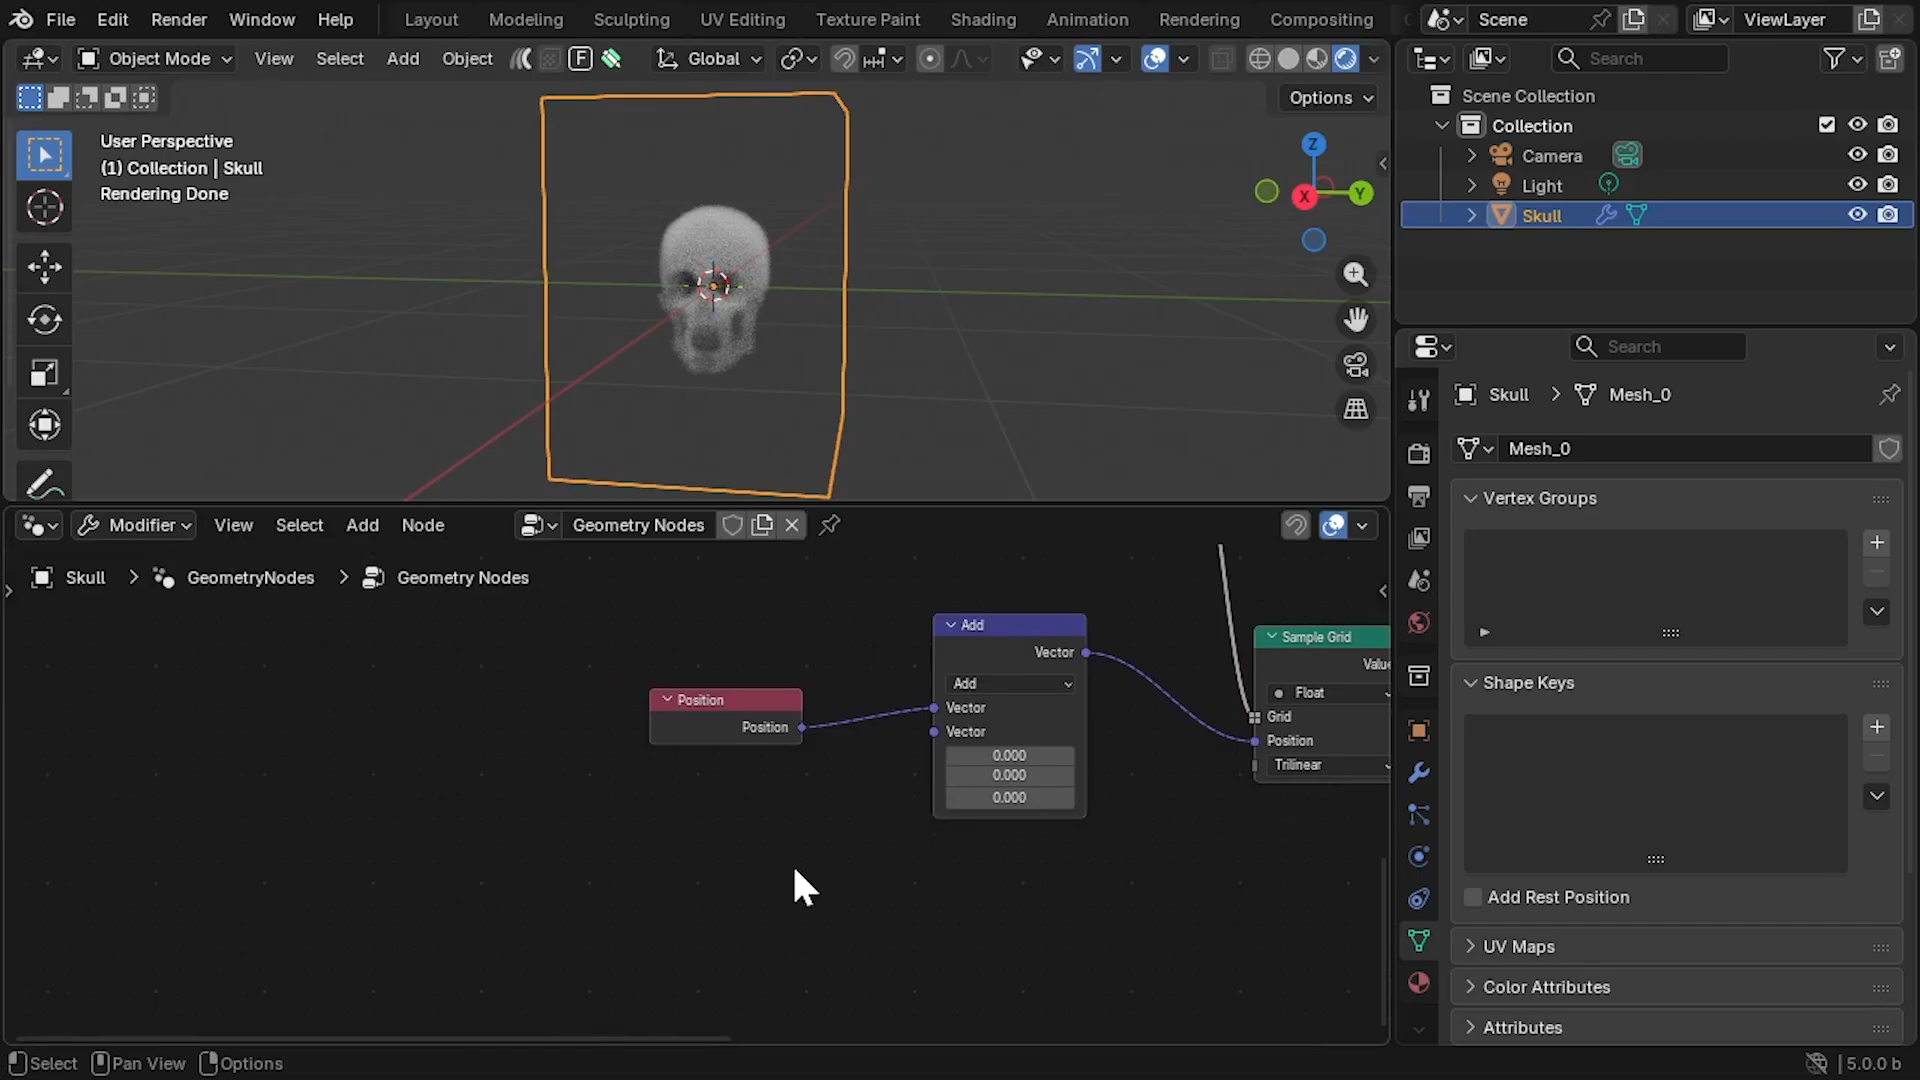 File Edit Render Window Help Layout Modeling Sculpting UV Editing Texture Paint Shading Animation Rendering Compositing Scene ViewLayer
Object Mode View Select Add Object F Global
Search
Options
User Perspective
(1) Collection | Skull
Rendering Done
Z
X
Y
Scene Collection
Collection
Camera
Light
Skull
Search
Skull > Mesh_0
Mesh_0
Vertex Groups
Shape Keys
Add Rest Position
UV Maps
Color Attributes
Attributes
Modifier View Select Add Node Geometry Nodes
Skull > GeometryNodes > Geometry Nodes
Position
Position
Add
Vector
Add
Vector
Vector
0.000
0.000
0.000
Sample Grid
Float
Grid
Position
Trilinear
Select Pan View Options
5.0.0 b